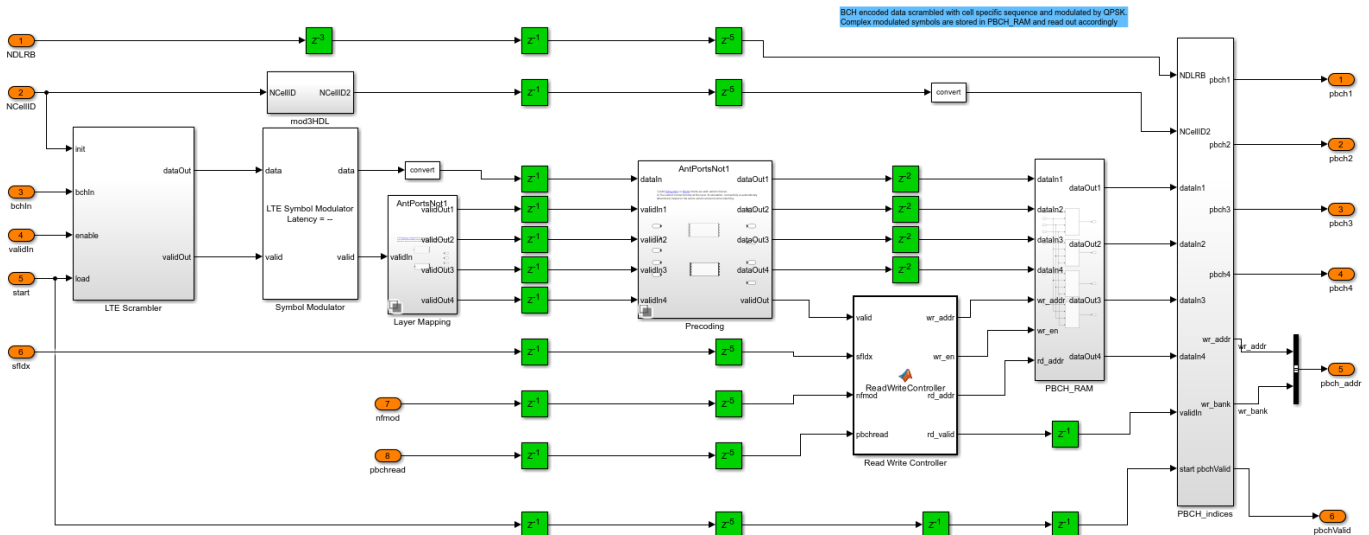 BCH encoded data scrambled with cell specific sequence and modulated by QPSK.
Complex modulated symbols are stored in PBCH_RAM and read out accordingly
1
NDLRB
z-3
z-1
z-5
2
NCellID
NCellID
NCellID2
mod3HDL
z-1
z-5
convert
init
bchIn
enable
load
dataOut
validOut
LTE Scrambler
3
bchIn
4
validIn
5
start
data
valid
LTE Symbol Modulator
Latency = --
data
valid
Symbol Modulator
convert
AntPortsNot1
validIn
validOut1
validOut2
validOut3
validOut4
Layer Mapping
z-1
z-1
z-1
z-1
z-1
AntPortsNot1
dataIn
validIn1
validIn2
validIn3
validIn4
dataOut1
dataOut2
dataOut3
dataOut4
validOut
Precoding
z-2
z-2
z-2
z-2
dataIn1
dataIn2
dataIn3
dataIn4
wr_addr
wr_en
rd_addr
dataOut1
dataOut2
dataOut3
dataOut4
PBCH_RAM
valid
sfIdx
nfmod
pbchread
ReadWriteController
wr_addr
wr_en
rd_addr
rd_valid
Read Write Controller
6
sfIdx
z-1
z-5
7
nfmod
z-1
z-5
8
pbchread
z-1
z-5
z-1
z-1
z-5
z-1
z-1
NDLRB
NCellID2
dataIn1
dataIn2
dataIn3
dataIn4
validIn
start
pbch1
pbch2
pbch3
pbch4
wr_addr
wr_bank
pbchValid
PBCH_indices
wr_addr
wr_bank
1
pbch1
2
pbch2
3
pbch3
4
pbch4
5
pbch_addr
6
pbchValid